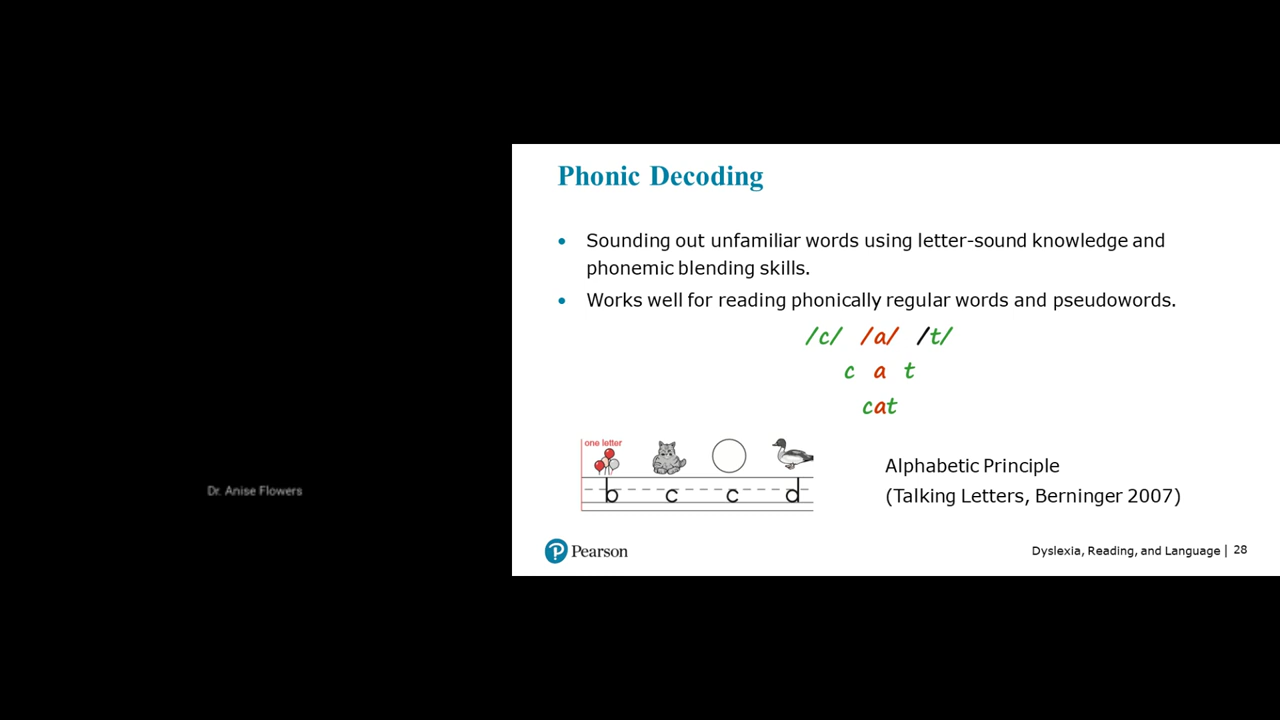 Phonic Decoding
• Sounding out unfamiliar words using letter-sound knowledge and
phonemic blending skills.
• Works well for reading phonically regular words and pseudowords.
/c/ /a/ /t/
c a t
cat
one letter
b c c d
Alphabetic Principle
(Talking Letters, Berninger 2007)
Dr. Anise Flowers
P Pearson
Dyslexia, Reading, and Language | 28